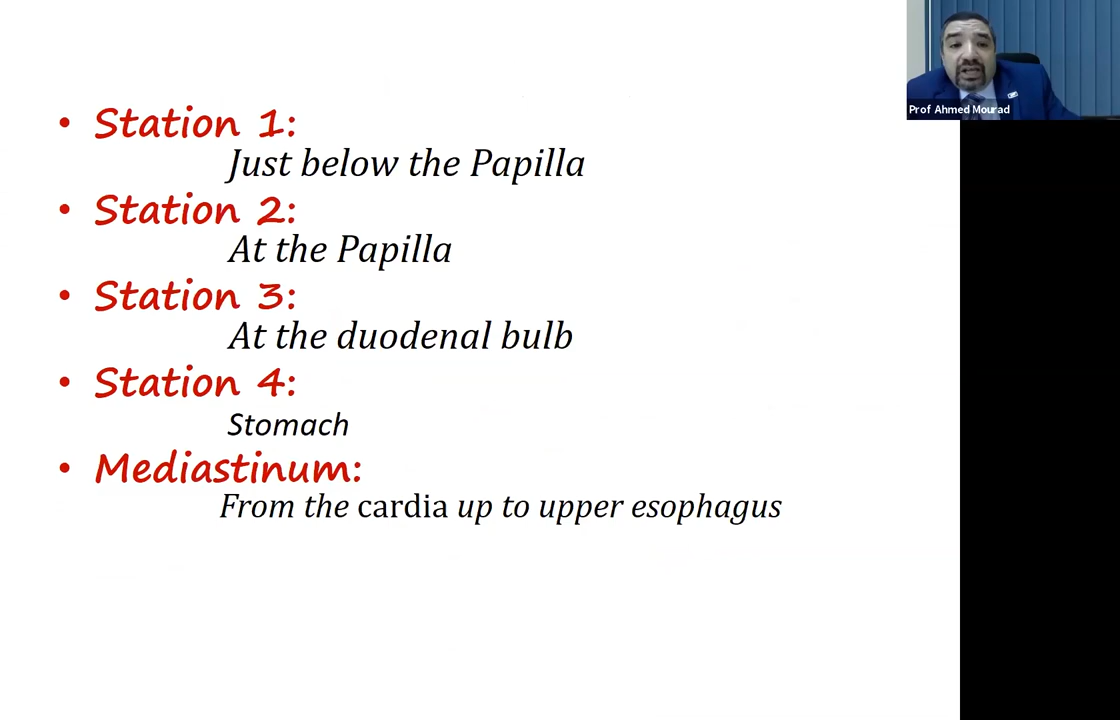 • Station 1:
Just below the Papilla
• Station 2:
At the Papilla
• Station 3:
At the duodenal bulb
• Station 4:
Stomach
• Mediastinum:
From the cardia up to upper esophagus
Prof Ahmed Mourad